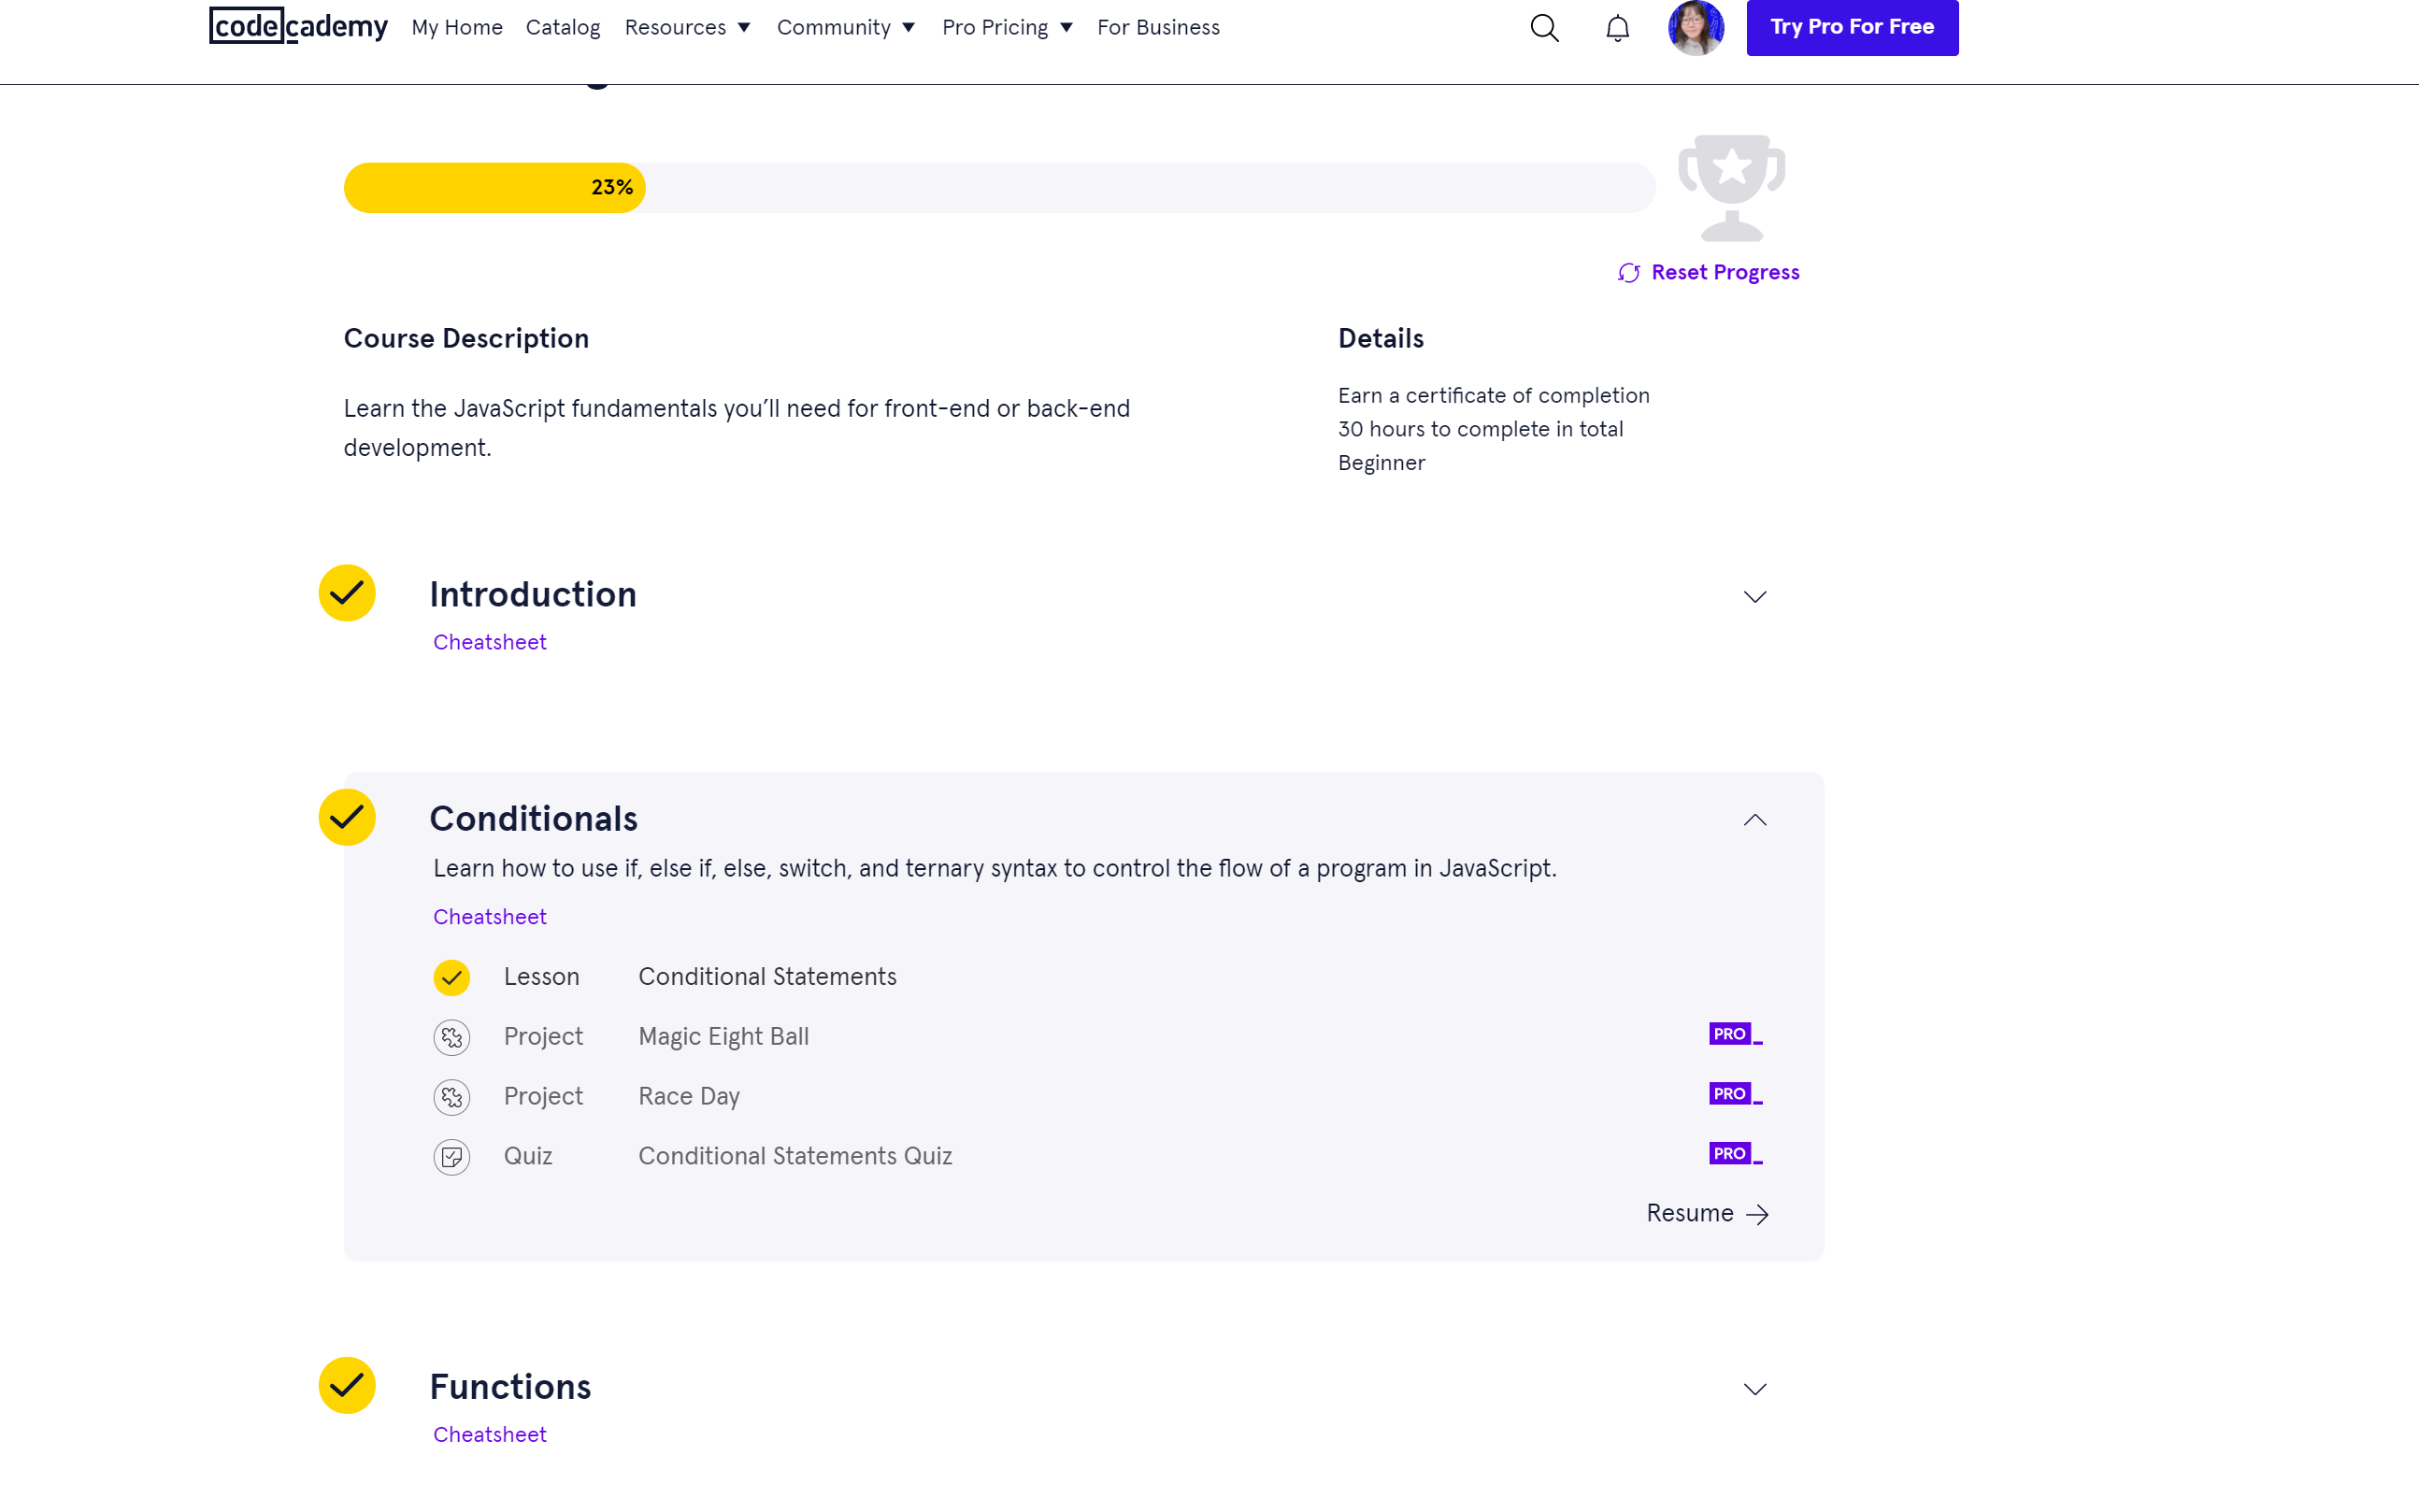 codecademy My Home Catalog Resources Community Pro Pricing For Business Try Pro For Free
23%
Reset Progress
Course Description
Learn the JavaScript fundamentals you’ll need for front-end or back-end
development.
Details
Earn a certificate of completion
30 hours to complete in total
Beginner
Introduction
Cheatsheet
Conditionals
Learn how to use if, else if, else, switch, and ternary syntax to control the flow of a program in JavaScript.
Cheatsheet
Lesson Conditional Statements
Project Magic Eight Ball PRO
Project Race Day PRO
Quiz Conditional Statements Quiz PRO
Resume
Functions
Cheatsheet